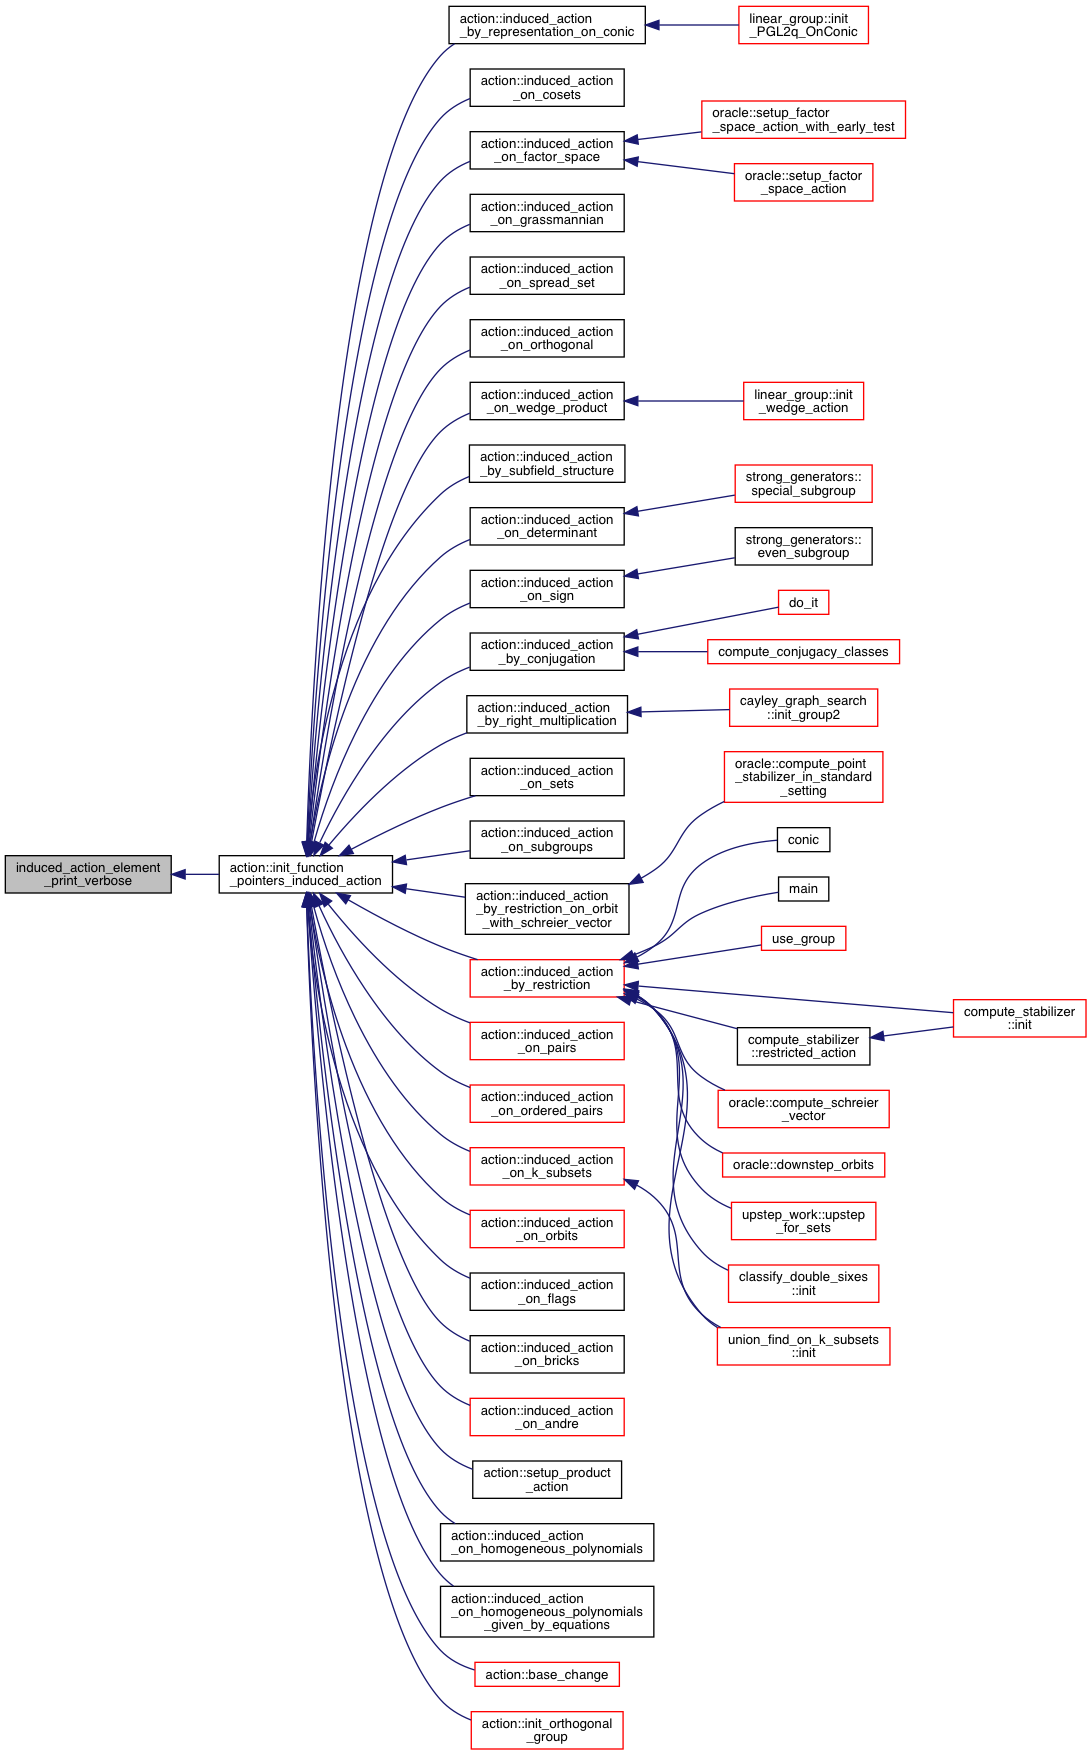 induced_action_element
_print_verbose
action::init_function
_pointers_induced_action
action::induced_action
_by_representation_on_conic
linear_group::init
_PGL2q_OnConic
action::induced_action
_on_cosets
action::induced_action
_on_factor_space
oracle::setup_factor
_space_action_with_early_test
oracle::setup_factor
_space_action
action::induced_action
_on_grassmannian
action::induced_action
_on_spread_set
action::induced_action
_on_orthogonal
action::induced_action
_on_wedge_product
linear_group::init
_wedge_action
action::induced_action
_by_subfield_structure
action::induced_action
_on_determinant
strong_generators::
special_subgroup
action::induced_action
_on_sign
strong_generators::
even_subgroup
action::induced_action
_by_conjugation
do_it
compute_conjugacy_classes
action::induced_action
_by_right_multiplication
cayley_graph_search
::init_group2
action::induced_action
_on_sets
action::induced_action
_on_subgroups
action::induced_action
_by_restriction_on_orbit
_with_schreier_vector
oracle::compute_point
_stabilizer_in_standard
_setting
action::induced_action
_by_restriction
conic
main
use_group
compute_stabilizer
::init
compute_stabilizer
::restricted_action
oracle::compute_schreier
_vector
oracle::downstep_orbits
upstep_work::upstep
_for_sets
classify_double_sixes
::init
union_find_on_k_subsets
::init
action::induced_action
_on_pairs
action::induced_action
_on_ordered_pairs
action::induced_action
_on_k_subsets
action::induced_action
_on_orbits
action::induced_action
_on_flags
action::induced_action
_on_bricks
action::induced_action
_on_andre
action::setup_product
_action
action::induced_action
_on_homogeneous_polynomials
action::induced_action
_on_homogeneous_polynomials
_given_by_equations
action::base_change
action::init_orthogonal
_group